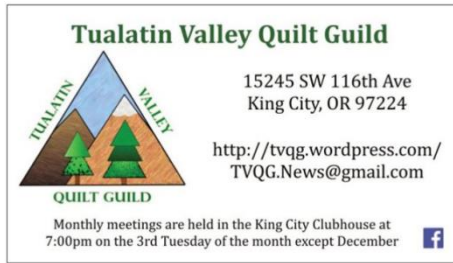 Tualatin Valley Quilt Guild
TUALATIN
VALLEY
QUILT GUILD
15245 SW 116th Ave
King City, OR 97224
http://tvqg.wordpress.com/
TVQG.News@gmail.com
Monthly meetings are held in the King City Clubhouse at
7:00pm on the 3rd Tuesday of the month except December
f